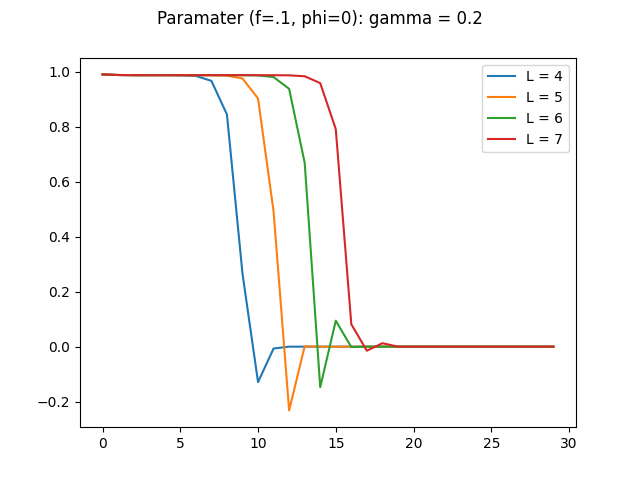 Paramater (f=.1, phi=0): gamma = 0.2
1.0
0.8
0.6
0.4
0.2
0.0
−0.2
L = 4
L = 5
L = 6
L = 7
0 5 10 15 20 25 30